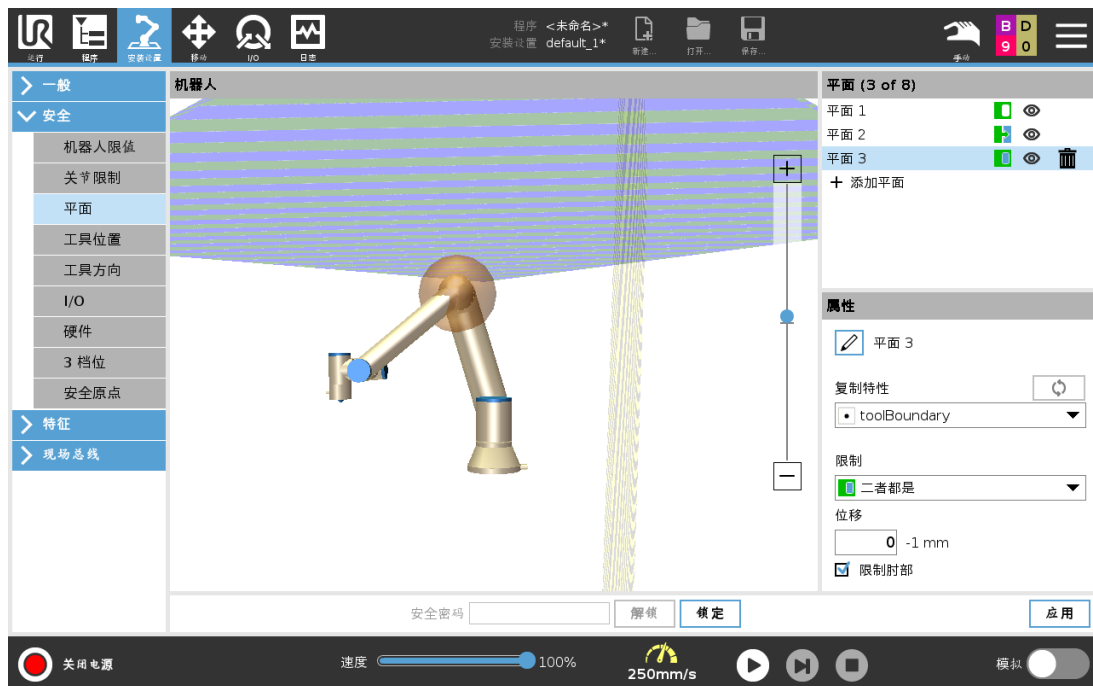 UR
程序 <未命名>*
安装设置 default_1*
运行
程序
安装设置
移动
I/O
日志
新建...
打开...
保存...
手动
B D
9 0
一般
安全
机器人限值
关节限制
平面
工具位置
工具方向
I/O
硬件
3 档位
安全原点
特征
现场总线
机器人
平面 (3 of 8)
平面 1
平面 2
平面 3
添加平面
属性
平面 3
复制特性
toolBoundary
限制
二者都是
位移
0 -1 mm
限制肘部
安全密码
解锁
锁定
应用
关闭电源
速度
100%
250mm/s
模拟